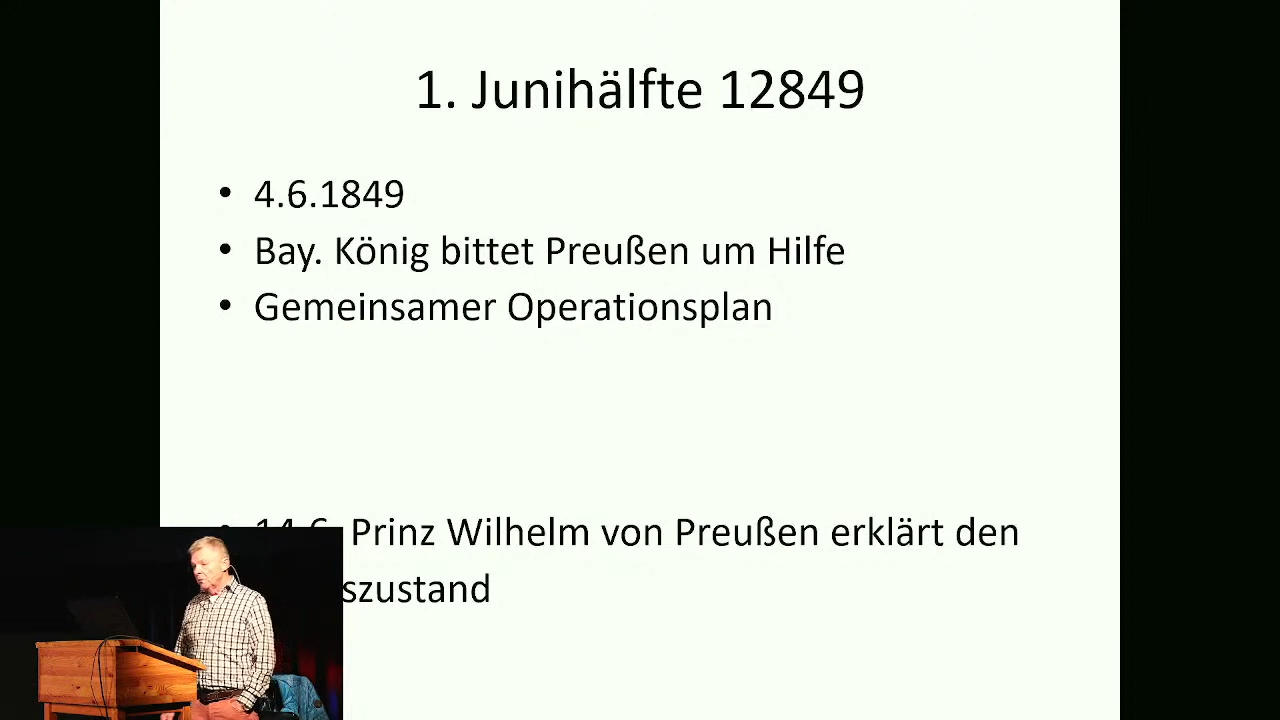 1. Junihälfte 12849
• 4.6.1849
• Bay. König bittet Preußen um Hilfe
• Gemeinsamer Operationsplan
• 14.6. Prinz Wilhelm von Preußen erklärt den
szustand